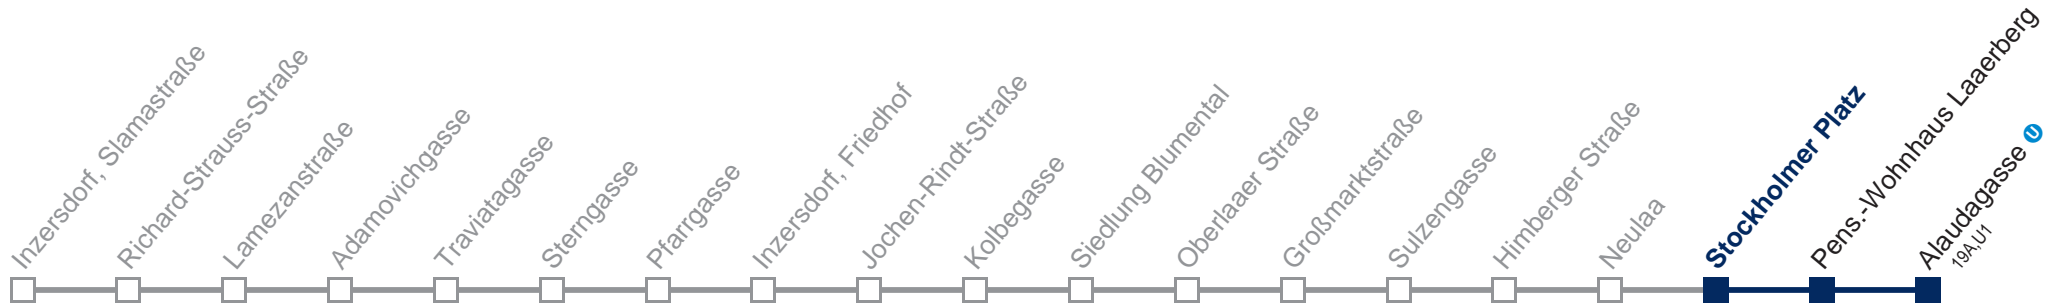 Inzersdorf, Slamastraße
Richard-Strauss-Straße
Lamezanstraße
Adamovichgasse
Traviatagasse
Sterngasse
Pfarrgasse
Inzersdorf, Friedhof
Jochen-Rindt-Straße
Kolbegasse
Siedlung Blumental
Oberlaaer Straße
Großmarktstraße
Sulzengasse
Himberger Straße
Neulaa
Stockholmer Platz
Pens.-Wohnhaus Laaerberg
Alaudagasse U
19A,U1